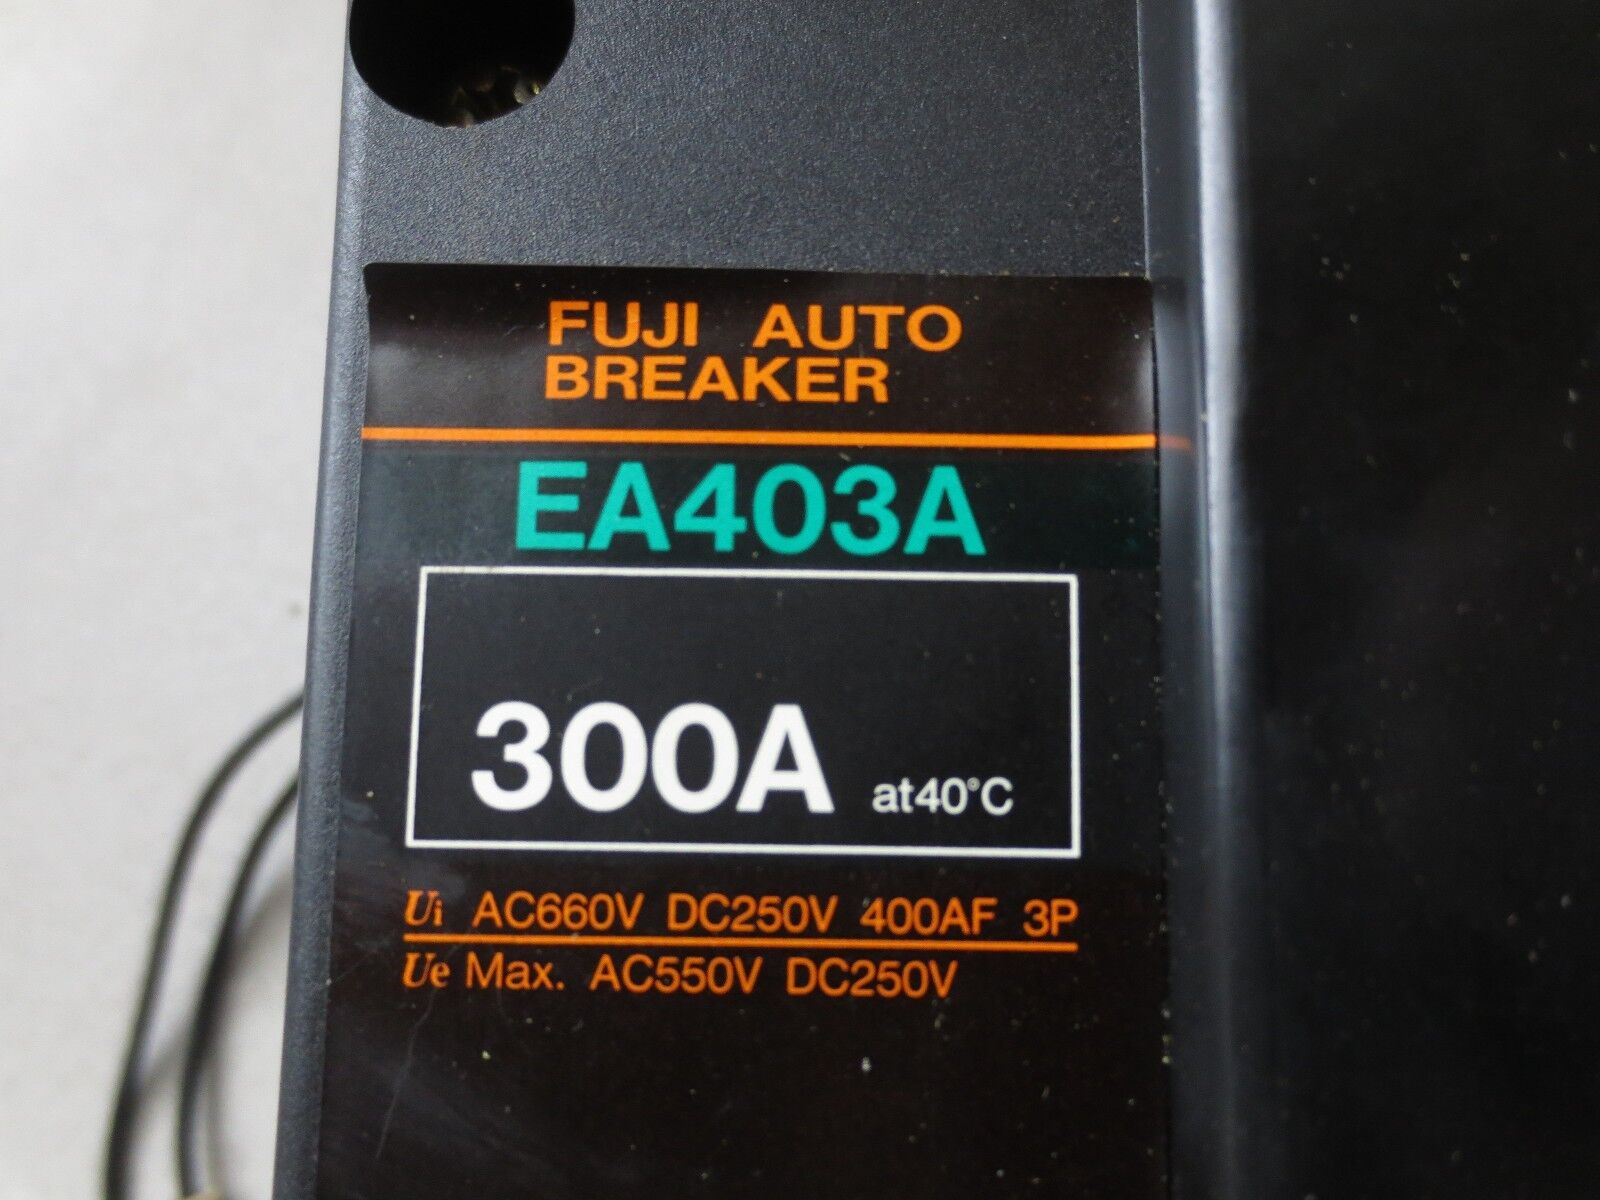 FUJI AUTO
BREAKER
EA403A
300A at40°C
Ui AC660V DC250V 400AF 3P
Ue Max. AC550V DC250V